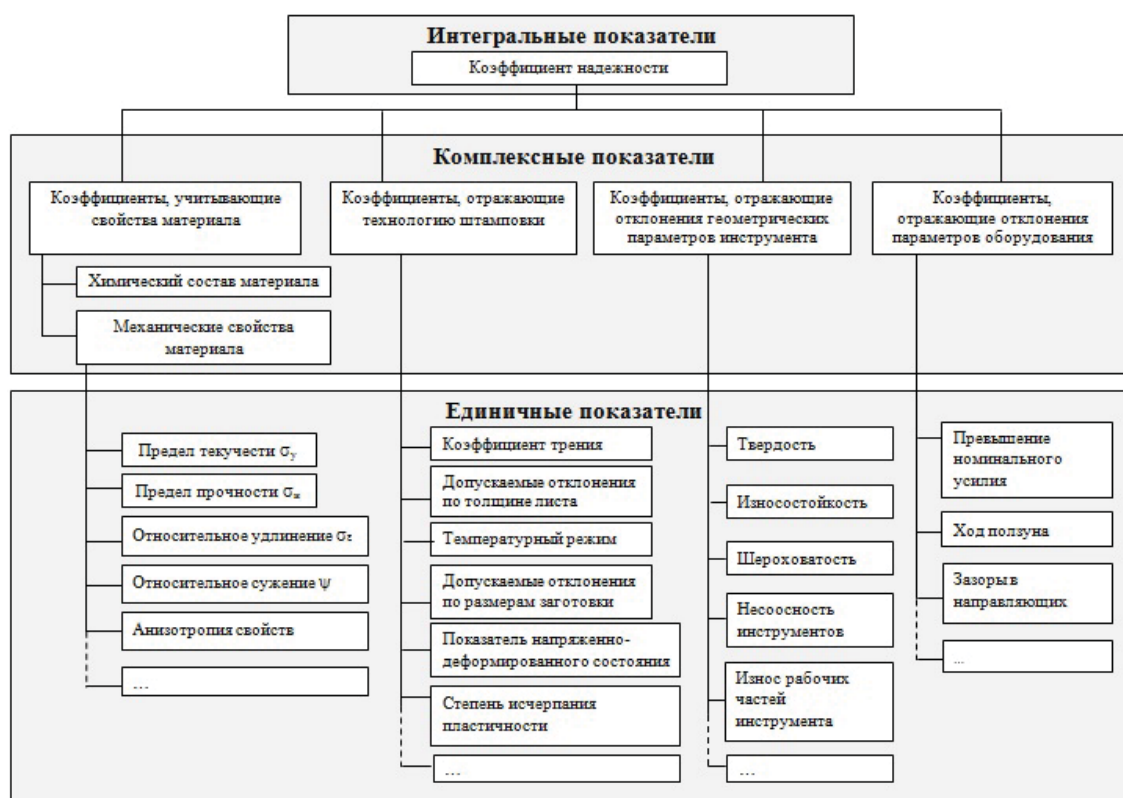 Интегральные показатели
Коэффициент надежности
Комплексные показатели
Коэффициенты, учитывающие
свойства материала
Коэффициенты, отражающие
технологию штамповки
Коэффициенты, отражающие
отклонения геометрических
параметров инструмента
Коэффициенты,
отражающие отклонения
параметров оборудования
Химический состав материала
Механические свойства
материала
Единичные показатели
Предел текучести σу
Предел прочности σв
Относительное удлинение σε
Относительное сужение ψ
Анизотропия свойств
…
Коэффициент трения
Допускаемые отклонения
по толщине листа
Температурный режим
Допускаемые отклонения
по размерам заготовки
Показатель напряженно-
деформированного состояния
Степень исчерпания
пластичности
…
Твердость
Износостойкость
Шероховатость
Несоосность
инструментов
Износ рабочих
частей
инструмента
…
Превышение
номинального
усилия
Ход ползуна
Зазоры в
направляющих
...